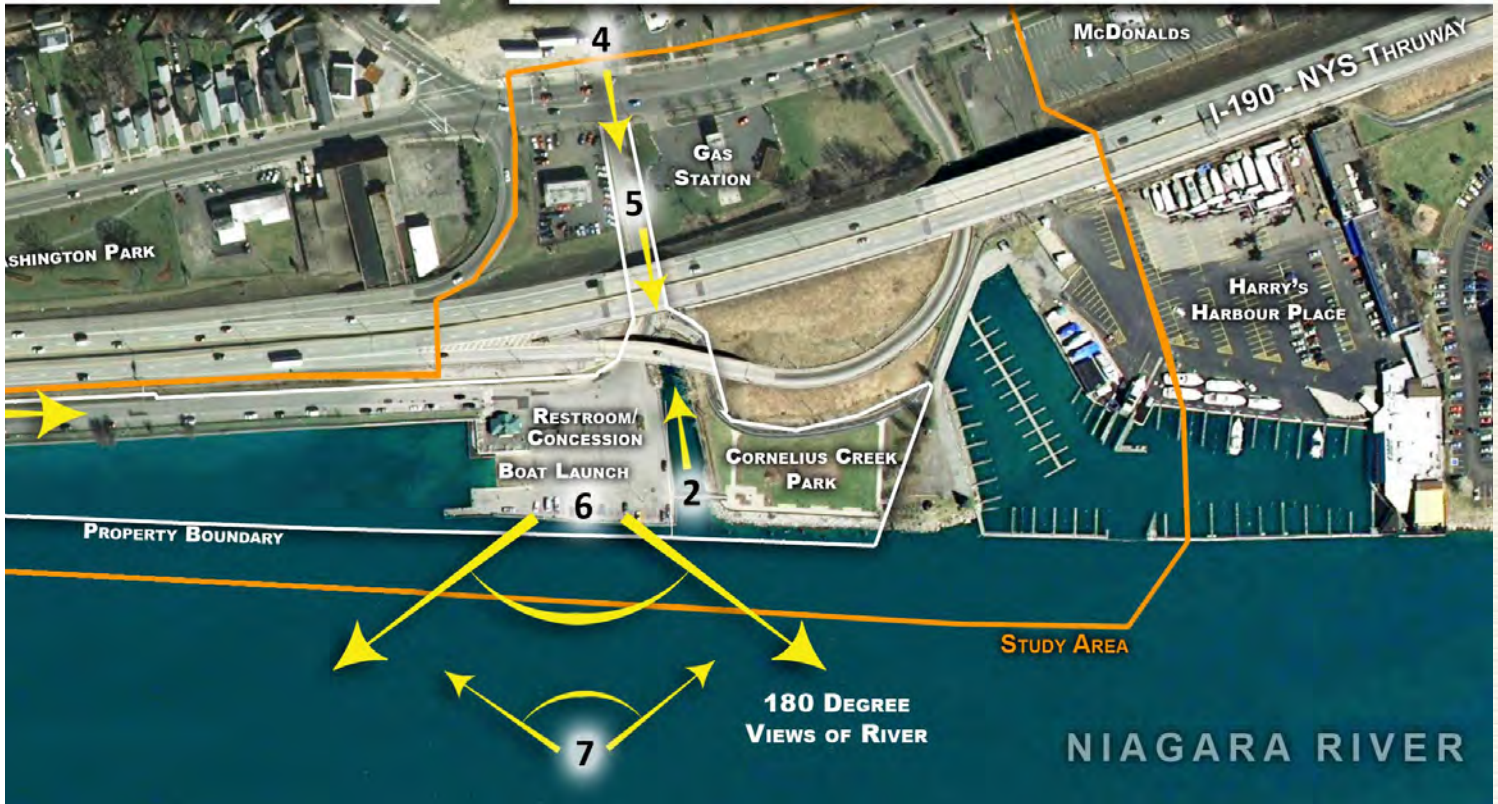 McDonalds
4
I-190 - NYS Thruway
Gas
Station
5
ashington Park
Harry's
Harbour Place
Restroom/
Concession
Boat Launch
Cornelius Creek
Park
2
6
Property Boundary
Study Area
180 Degree
Views of River
7
NIAGARA RIVER